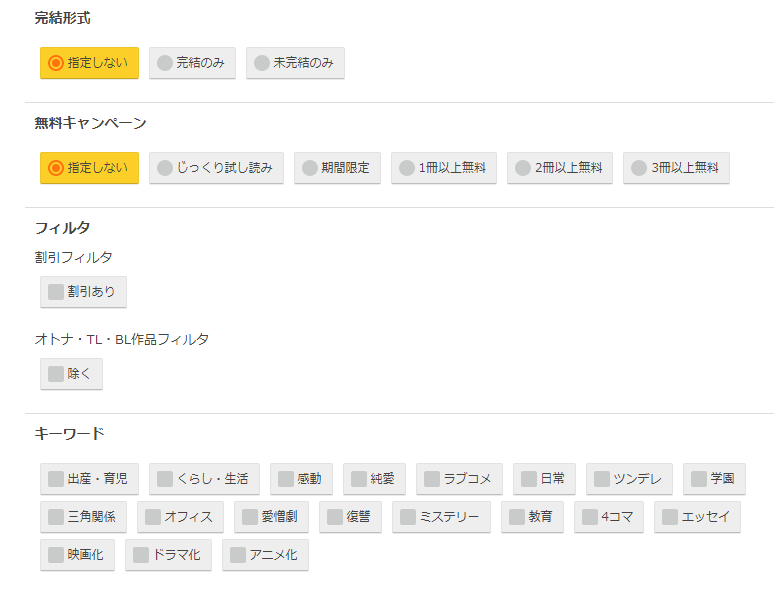 完結形式
指定しない 完結のみ 未完結のみ
無料キャンペーン
指定しない じっくり試し読み 期間限定 1冊以上無料 2冊以上無料 3冊以上無料
フィルタ
割引フィルタ
割引あり
オトナ・TL・BL作品フィルタ
除く
キーワード
出産・育児 くらし・生活 感動 純愛 ラブコメ 日常 ツンデレ 学園
三角関係 オフィス 愛憎劇 復讐 ミステリー 教育 4コマ エッセイ
映画化 ドラマ化 アニメ化